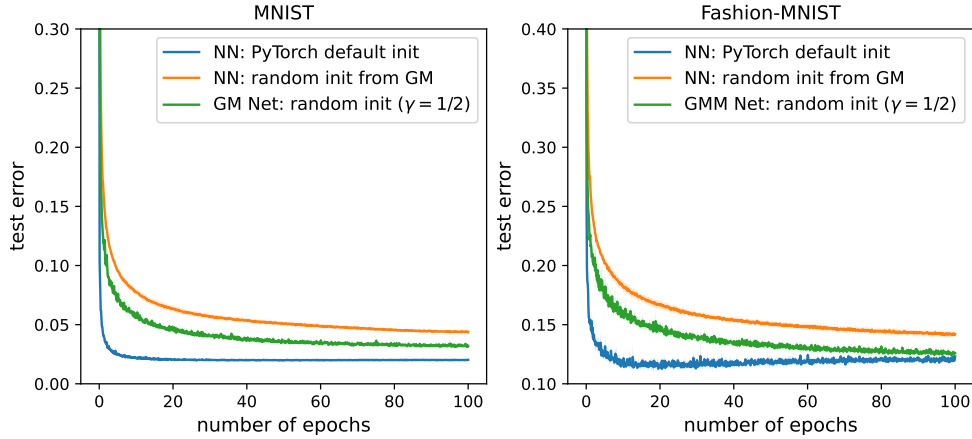 MNIST
0.30
0.25
0.20
0.15
0.10
0.05
0.00
test error
NN: PyTorch default init
NN: random init from GM
GM Net: random init (γ = 1/2)
0
20
40
60
80
100
number of epochs
Fashion-MNIST
0.40
0.35
0.30
0.25
0.20
0.15
0.10
test error
NN: PyTorch default init
NN: random init from GM
GMM Net: random init (γ = 1/2)
0
20
40
60
80
100
number of epochs